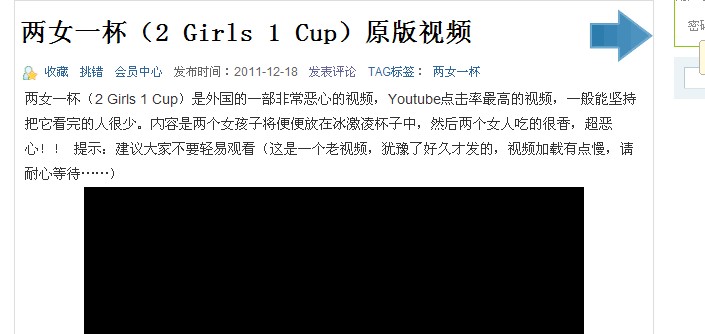 两女一杯（2 Girls 1 Cup）原版视频
收藏 挑错 会员中心 发布时间：2011-12-18 发表评论 TAG标签： 两女一杯
两女一杯（2 Girls 1 Cup）是外国的一部非常恶心的视频，Youtube点击率最高的视频，一般能坚持
把它看完的人很少。内容是两个女孩子将便便放在冰激凌杯子中，然后两个女人吃的很香，超恶
心！！ 提示：建议大家不要轻易观看（这是一个老视频，犹豫了好久才发的，视频加载有点慢，请
耐心等待……）
密码